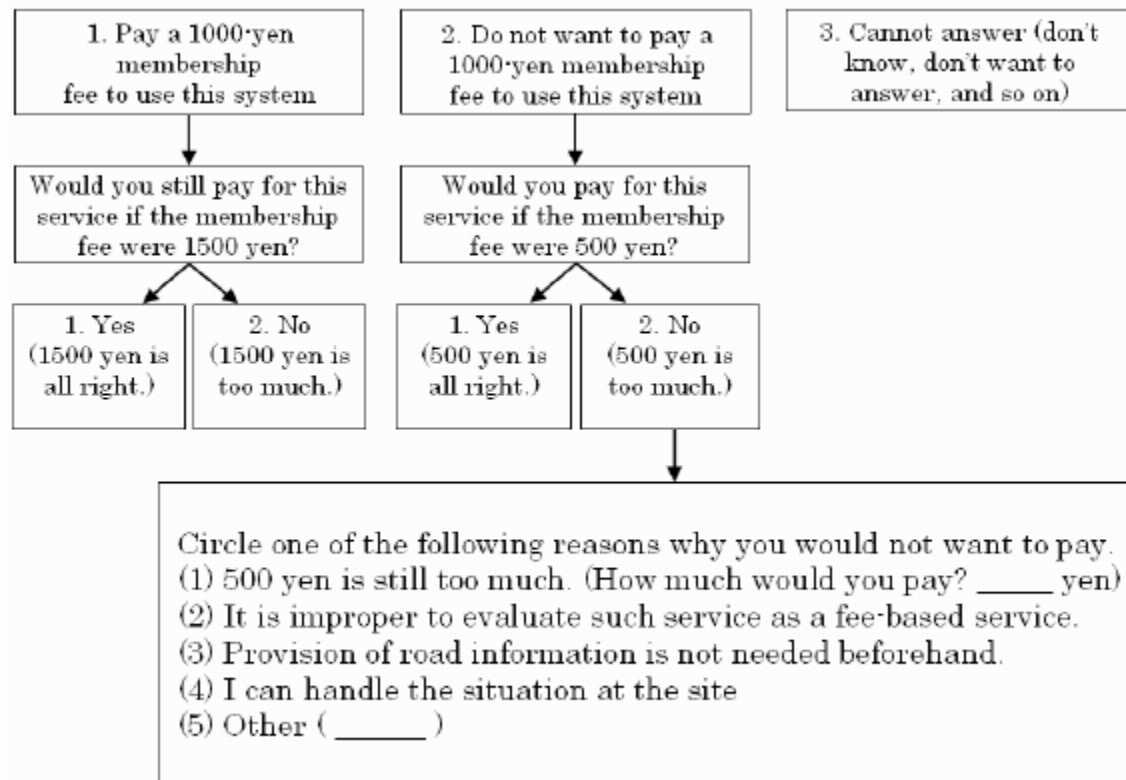 1. Pay a 1000-yen
membership
fee to use this system
2. Do not want to pay a
1000-yen membership
fee to use this system
3. Cannot answer (don't
know, don't want to
answer, and so on)
Would you still pay for this
service if the membership
fee were 1500 yen?
Would you pay for this
service if the membership
fee were 500 yen?
1. Yes
(1500 yen is
all right.)
2. No
(1500 yen is
too much.)
1. Yes
(500 yen is
all right.)
2. No
(500 yen is
too much.)
Circle one of the following reasons why you would not want to pay.
(1) 500 yen is still too much. (How much would you pay? _____ yen)
(2) It is improper to evaluate such service as a fee-based service.
(3) Provision of road information is not needed beforehand.
(4) I can handle the situation at the site
(5) Other ( ______ )